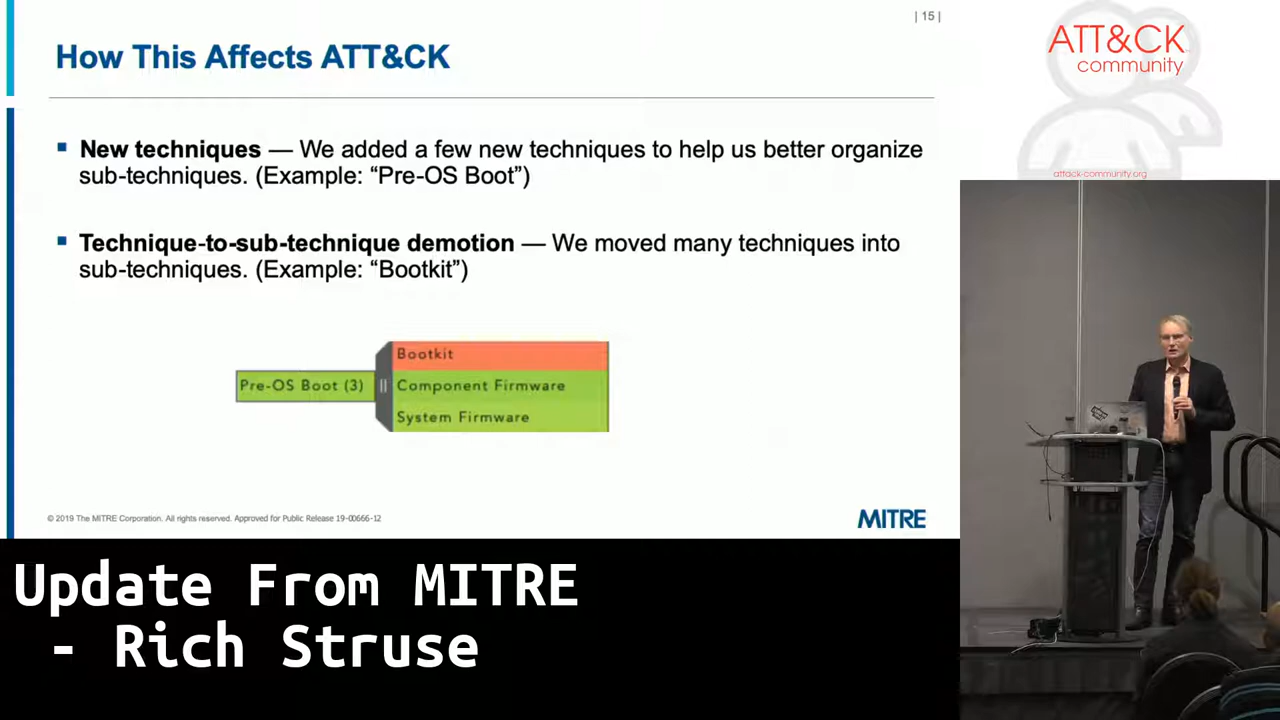 | 15 |
How This Affects ATT&CK
▪ New techniques — We added a few new techniques to help us better organize
sub-techniques. (Example: “Pre-OS Boot”)
▪ Technique-to-sub-technique demotion — We moved many techniques into
sub-techniques. (Example: “Bootkit”)
Pre-OS Boot (3)
||
Bootkit
Component Firmware
System Firmware
© 2019 The MITRE Corporation. All rights reserved. Approved for Public Release 19-00666-12
MITRE
ATT&CK
community
attack-community.org
Update From MITRE
- Rich Struse